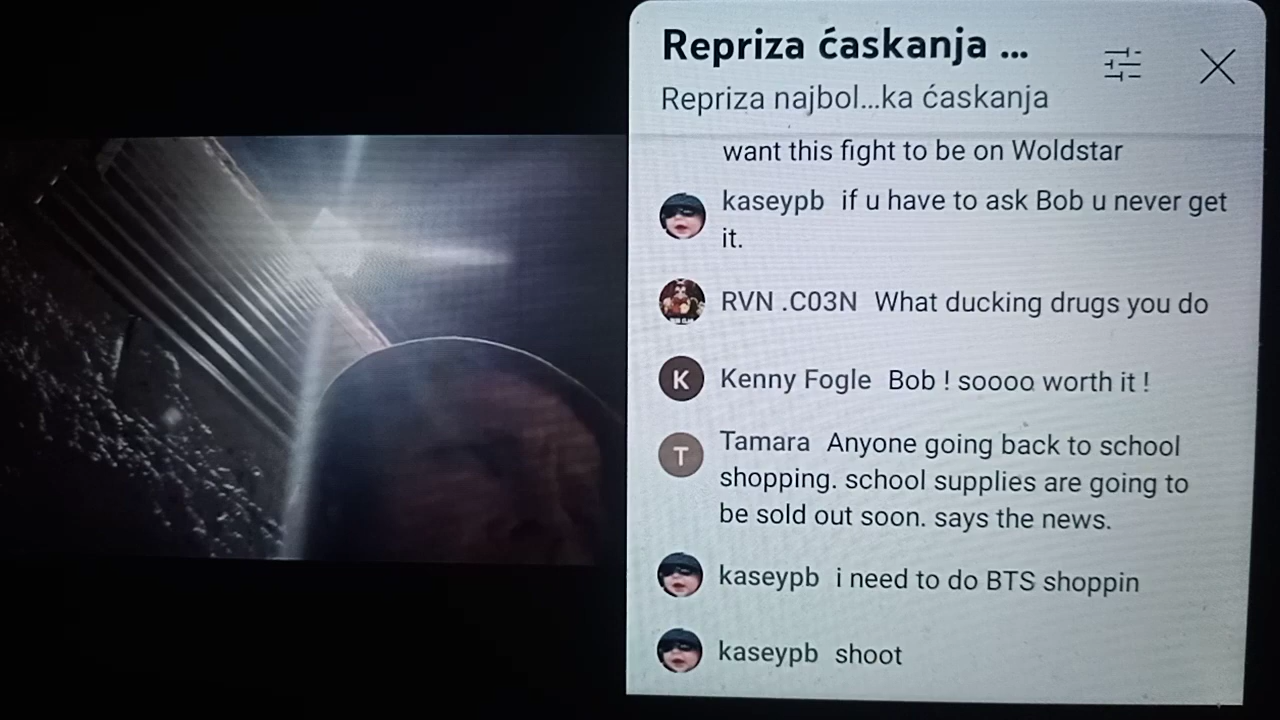 Repriza ćaskanja ...
Repriza najbol...ka ćaskanja
want this fight to be on Woldstar
kaseypb if u have to ask Bob u never get
it.
RVN .C03N What ducking drugs you do
K Kenny Fogle Bob ! soooo worth it !
Tamara Anyone going back to school
T shopping. school supplies are going to
be sold out soon. says the news.
kaseypb i need to do BTS shoppin
kaseypb shoot